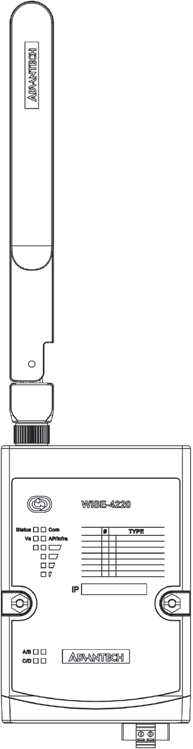 ADVANTECH
WISE-4220
Status Com
Vs AP/Infra
# TYPE
IP
A/B
C/D
ADVANTECH